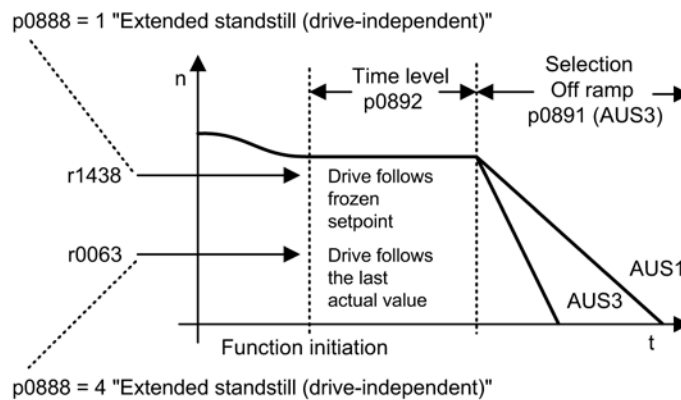 p0888 = 1 "Extended standstill (drive-independent)"
n
Time level
p0892
Selection
Off ramp
p0891 (AUS3)
r1438
Drive follows
frozen
setpoint
r0063
Drive follows
the last
actual value
AUS3
AUS1
Function initiation
t
p0888 = 4 "Extended standstill (drive-independent)"